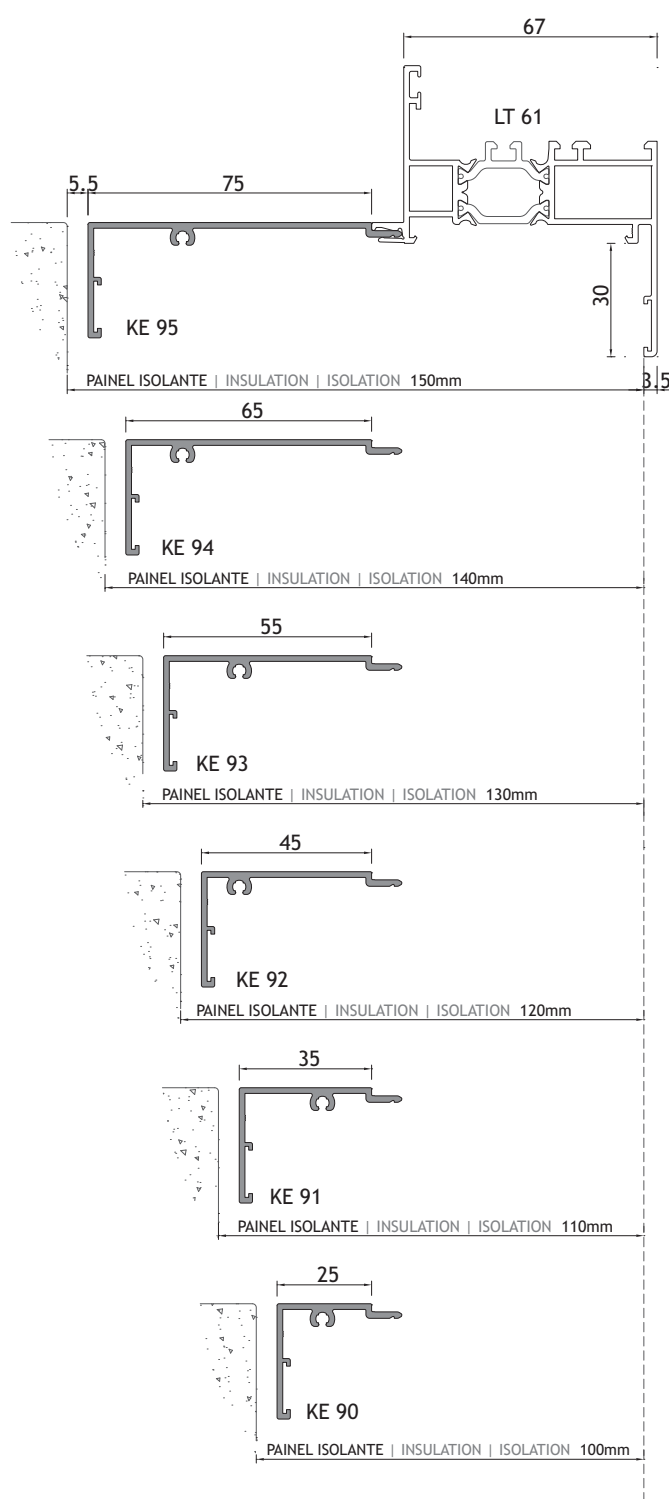 67
LT 61
5.5 75
30
KE 95
PAINEL ISOLANTE | INSULATION | ISOLATION 150mm
3.5
65
KE 94
PAINEL ISOLANTE | INSULATION | ISOLATION 140mm
55
KE 93
PAINEL ISOLANTE | INSULATION | ISOLATION 130mm
45
KE 92
PAINEL ISOLANTE | INSULATION | ISOLATION 120mm
35
KE 91
PAINEL ISOLANTE | INSULATION | ISOLATION 110mm
25
KE 90
PAINEL ISOLANTE | INSULATION | ISOLATION 100mm